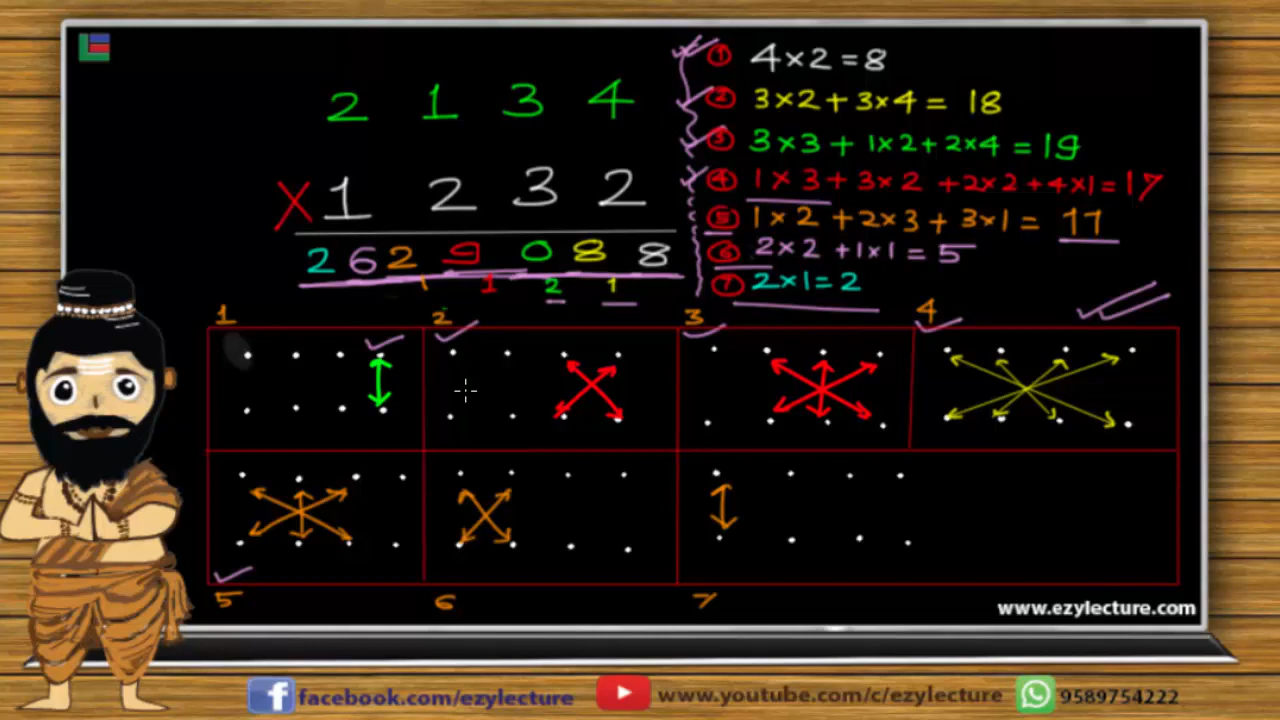 2 1 3 4
X 1 2 3 2
2 6 2 9 0 8 8
1 1 2 1
① 4×2=8
② 3×2+3×4= 18
③ 3×3+1×2+2×4=19
④ 1×3+3×2+2×2+4×1=17
⑤ 1×2+2×3+3×1= 11
⑥ 2×2+1×1=5
⑦ 2×1=2
1 2 3 4
5 6 7
www.ezylecture.com
facebook.com/ezylecture
www.youtube.com/c/ezylecture
9589754222